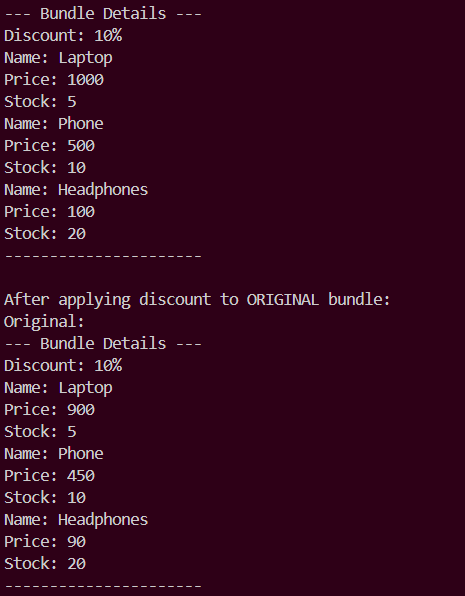 --- Bundle Details ---
Discount: 10%
Name: Laptop
Price: 1000
Stock: 5
Name: Phone
Price: 500
Stock: 10
Name: Headphones
Price: 100
Stock: 20
----------------------

After applying discount to ORIGINAL bundle:
Original:
--- Bundle Details ---
Discount: 10%
Name: Laptop
Price: 900
Stock: 5
Name: Phone
Price: 450
Stock: 10
Name: Headphones
Price: 90
Stock: 20
----------------------